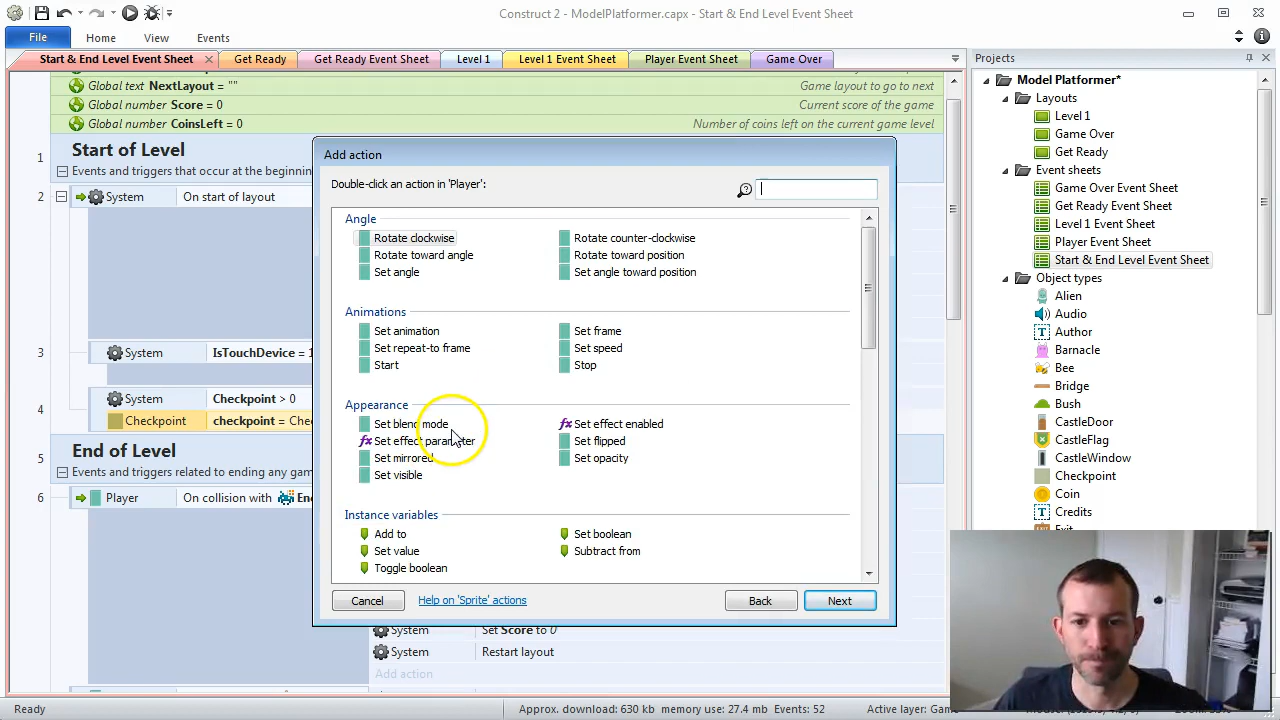 Construct 2 - ModelPlatformer.capx - Start & End Level Event Sheet
File Home View Events
Start & End Level Event Sheet × Get Ready Get Ready Event Sheet Level 1 Level 1 Event Sheet Player Event Sheet Game Over
Projects
Global text NextLayout = "" Game layout to go to next
Global number Score = 0 Current score of the game
Global number CoinsLeft = 0 Number of coins left on the current game level
1 Start of Level
Events and triggers that occur at the beginnin
2 System On start of layout
3 System IsTouchDevice = 1
4 System Checkpoint > 0
Checkpoint checkpoint = Che
5 End of Level
Events and triggers related to ending any gam
6 Player On collision with En
System Set Score to 0
System Restart layout
Add action
Add action
Double-click an action in 'Player':
Angle
Rotate clockwise Rotate counter-clockwise
Rotate toward angle Rotate toward position
Set angle Set angle toward position
Animations
Set animation Set frame
Set repeat-to frame Set speed
Start Stop
Appearance
Set blend mode Set effect enabled
Set effect parameter Set flipped
Set mirrored Set opacity
Set visible
Instance variables
Add to Set boolean
Set value Subtract from
Toggle boolean
Cancel Help on 'Sprite' actions Back Next
Model Platformer*
Layouts
Level 1
Game Over
Get Ready
Event sheets
Game Over Event Sheet
Get Ready Event Sheet
Level 1 Event Sheet
Player Event Sheet
Start & End Level Event Sheet
Object types
Alien
Audio
Author
Barnacle
Bee
Bridge
Bush
CastleDoor
CastleFlag
CastleWindow
Checkpoint
Coin
Credits
Ready Approx. download: 630 kb memory use: 27.4 mb Events: 52 Active layer: